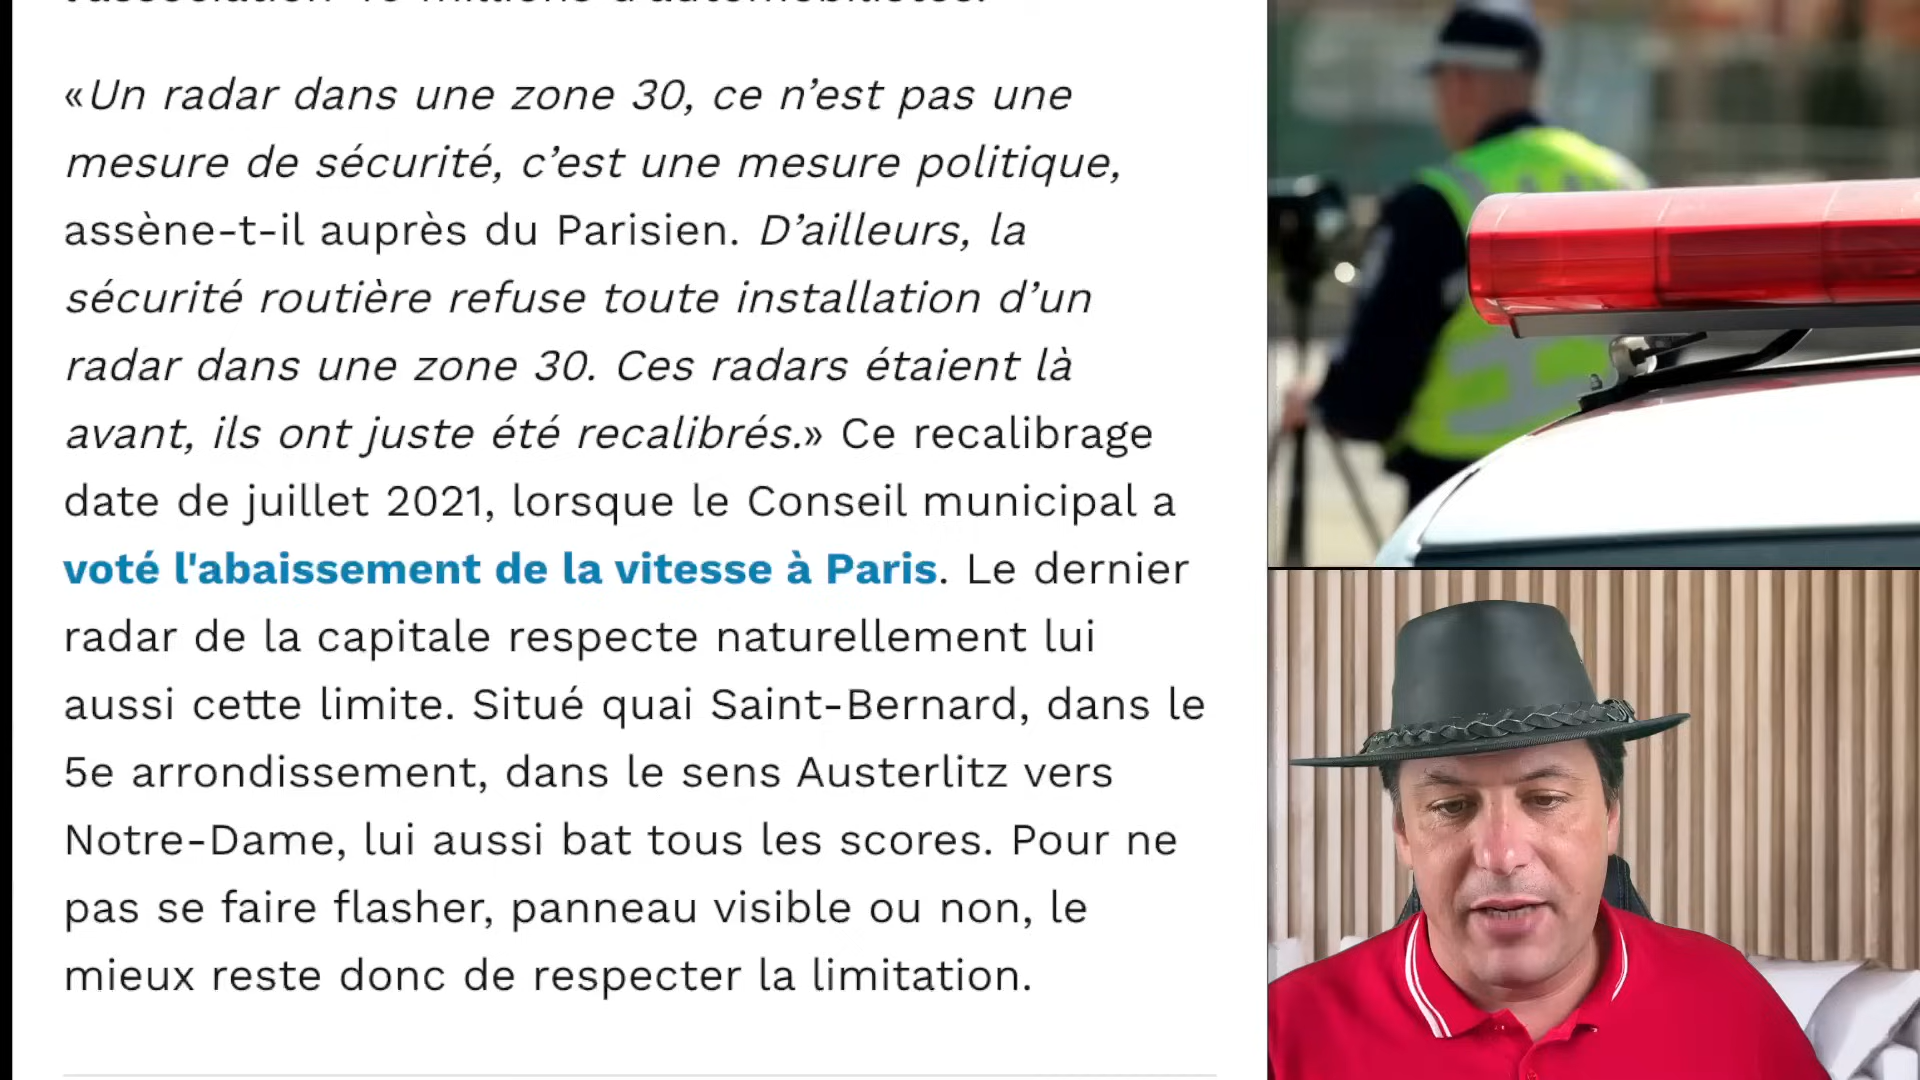 «Un radar dans une zone 30, ce n’est pas une
mesure de sécurité, c’est une mesure politique,
assène-t-il auprès du Parisien. D’ailleurs, la
sécurité routière refuse toute installation d’un
radar dans une zone 30. Ces radars étaient là
avant, ils ont juste été recalibrés.» Ce recalibrage
date de juillet 2021, lorsque le Conseil municipal a
voté l'abaissement de la vitesse à Paris. Le dernier
radar de la capitale respecte naturellement lui
aussi cette limite. Situé quai Saint-Bernard, dans le
5e arrondissement, dans le sens Austerlitz vers
Notre-Dame, lui aussi bat tous les scores. Pour ne
pas se faire flasher, panneau visible ou non, le
mieux reste donc de respecter la limitation.